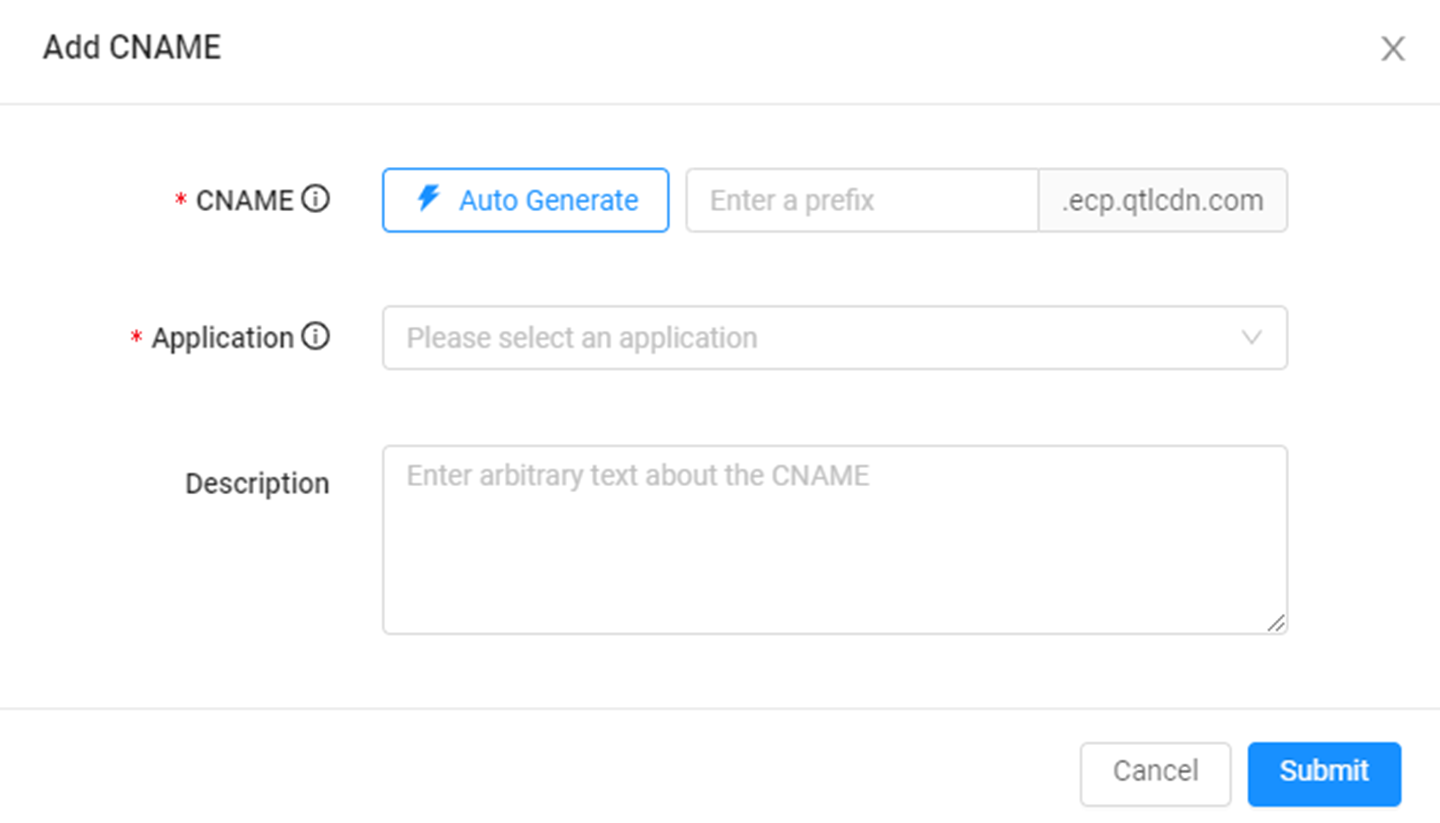 Add CNAME
* CNAME Auto Generate Enter a prefix .ecp.qtlcdn.com
* Application Please select an application
Description Enter arbitrary text about the CNAME
Cancel Submit